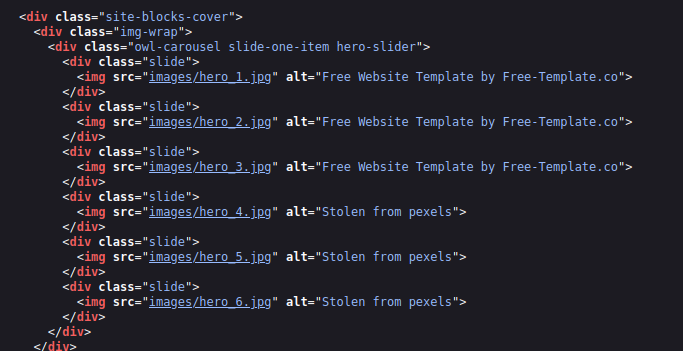 <div class="site-blocks-cover">
<div class="img-wrap">
<div class="owl-carousel slide-one-item hero-slider">
<div class="slide">
<img src="images/hero_1.jpg" alt="Free Website Template by Free-Template.co">
</div>
<div class="slide">
<img src="images/hero_2.jpg" alt="Free Website Template by Free-Template.co">
</div>
<div class="slide">
<img src="images/hero_3.jpg" alt="Free Website Template by Free-Template.co">
</div>
<div class="slide">
<img src="images/hero_4.jpg" alt="Stolen from pexels">
</div>
<div class="slide">
<img src="images/hero_5.jpg" alt="Stolen from pexels">
</div>
<div class="slide">
<img src="images/hero_6.jpg" alt="Stolen from pexels">
</div>
</div>
</div>